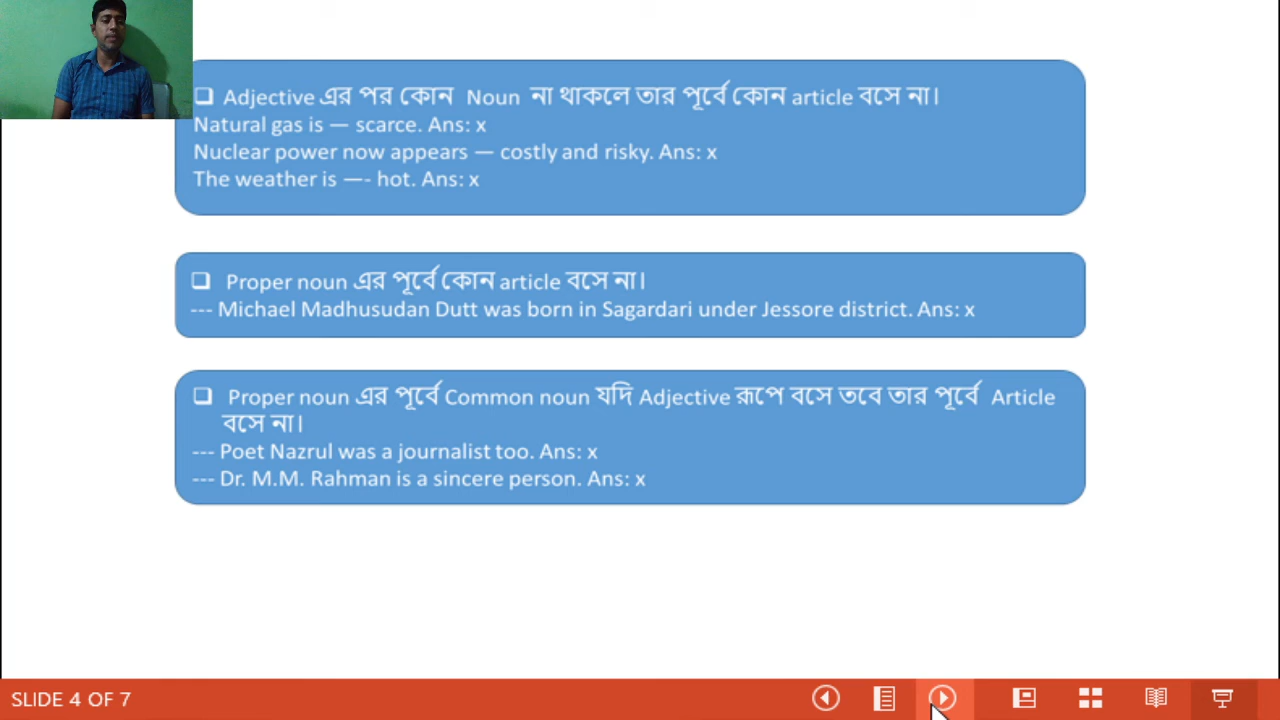 ❑ Adjective এর পর কোন Noun না থাকলে তার পূর্বে কোন article বসে না।
Natural gas is — scarce. Ans: x
Nuclear power now appears — costly and risky. Ans: x
The weather is —- hot. Ans: x
❑ Proper noun এর পূর্বে কোন article বসে না।
--- Michael Madhusudan Dutt was born in Sagardari under Jessore district. Ans: x
❑ Proper noun এর পূর্বে Common noun যদি Adjective রূপে বসে তবে তার পূর্বে Article
বসে না।
--- Poet Nazrul was a journalist too. Ans: x
--- Dr. M.M. Rahman is a sincere person. Ans: x
SLIDE 4 OF 7